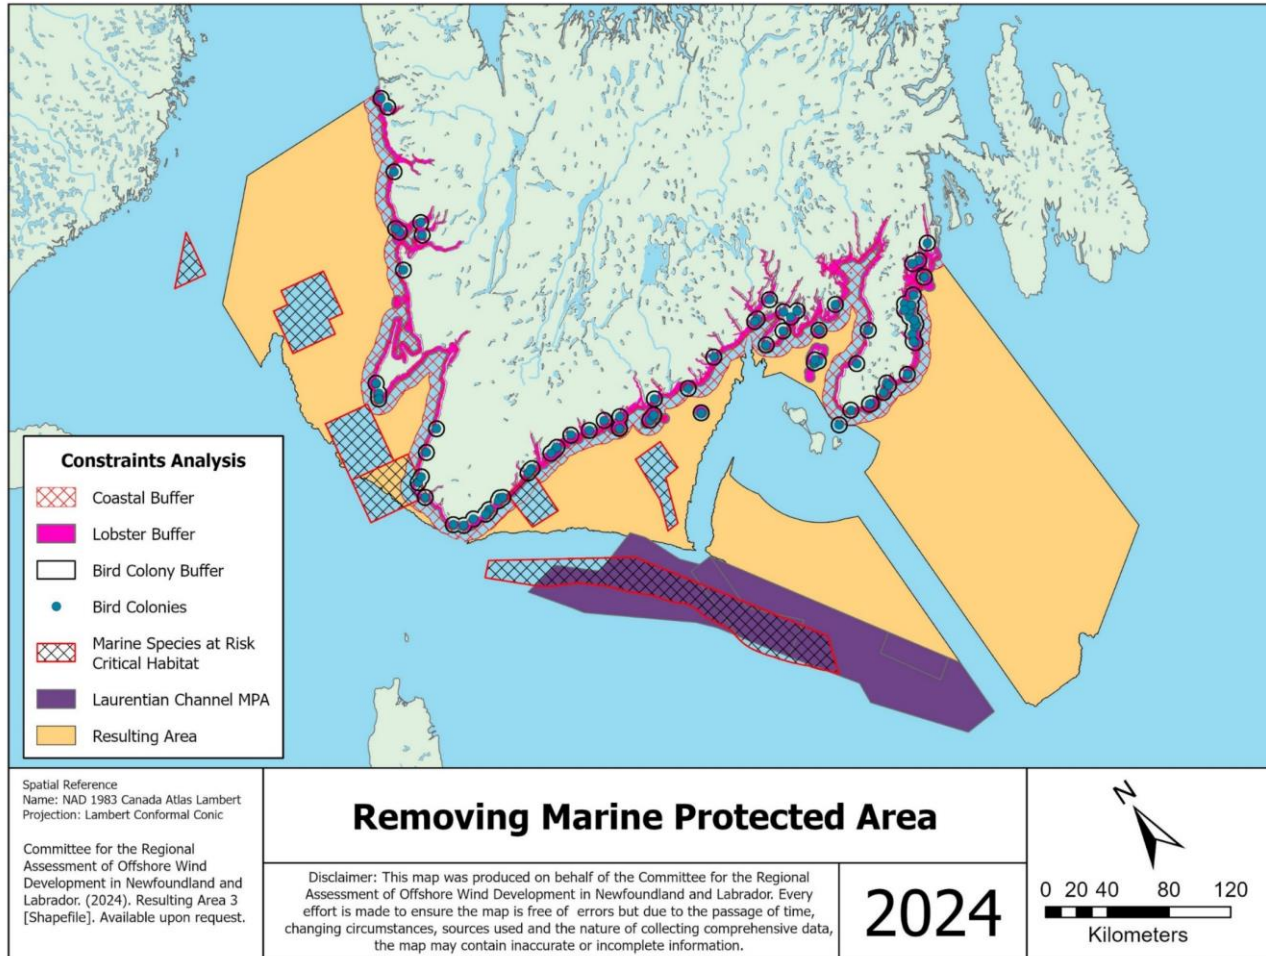 Constraints Analysis
Coastal Buffer
Lobster Buffer
Bird Colony Buffer
Bird Colonies
Marine Species at Risk
Critical Habitat
Laurentian Channel MPA
Resulting Area
Spatial Reference
Name: NAD 1983 Canada Atlas Lambert
Projection: Lambert Conformal Conic
Committee for the Regional
Assessment of Offshore Wind
Development in Newfoundland and
Labrador. (2024). Resulting Area 3
[Shapefile]. Available upon request.
Removing Marine Protected Area
Disclaimer: This map was produced on behalf of the Committee for the Regional
Assessment of Offshore Wind Development in Newfoundland and Labrador. Every
effort is made to ensure the map is free of errors but due to the passage of time,
changing circumstances, sources used and the nature of collecting comprehensive data,
the map may contain inaccurate or incomplete information.
2024
N
0 20 40 80 120
Kilometers